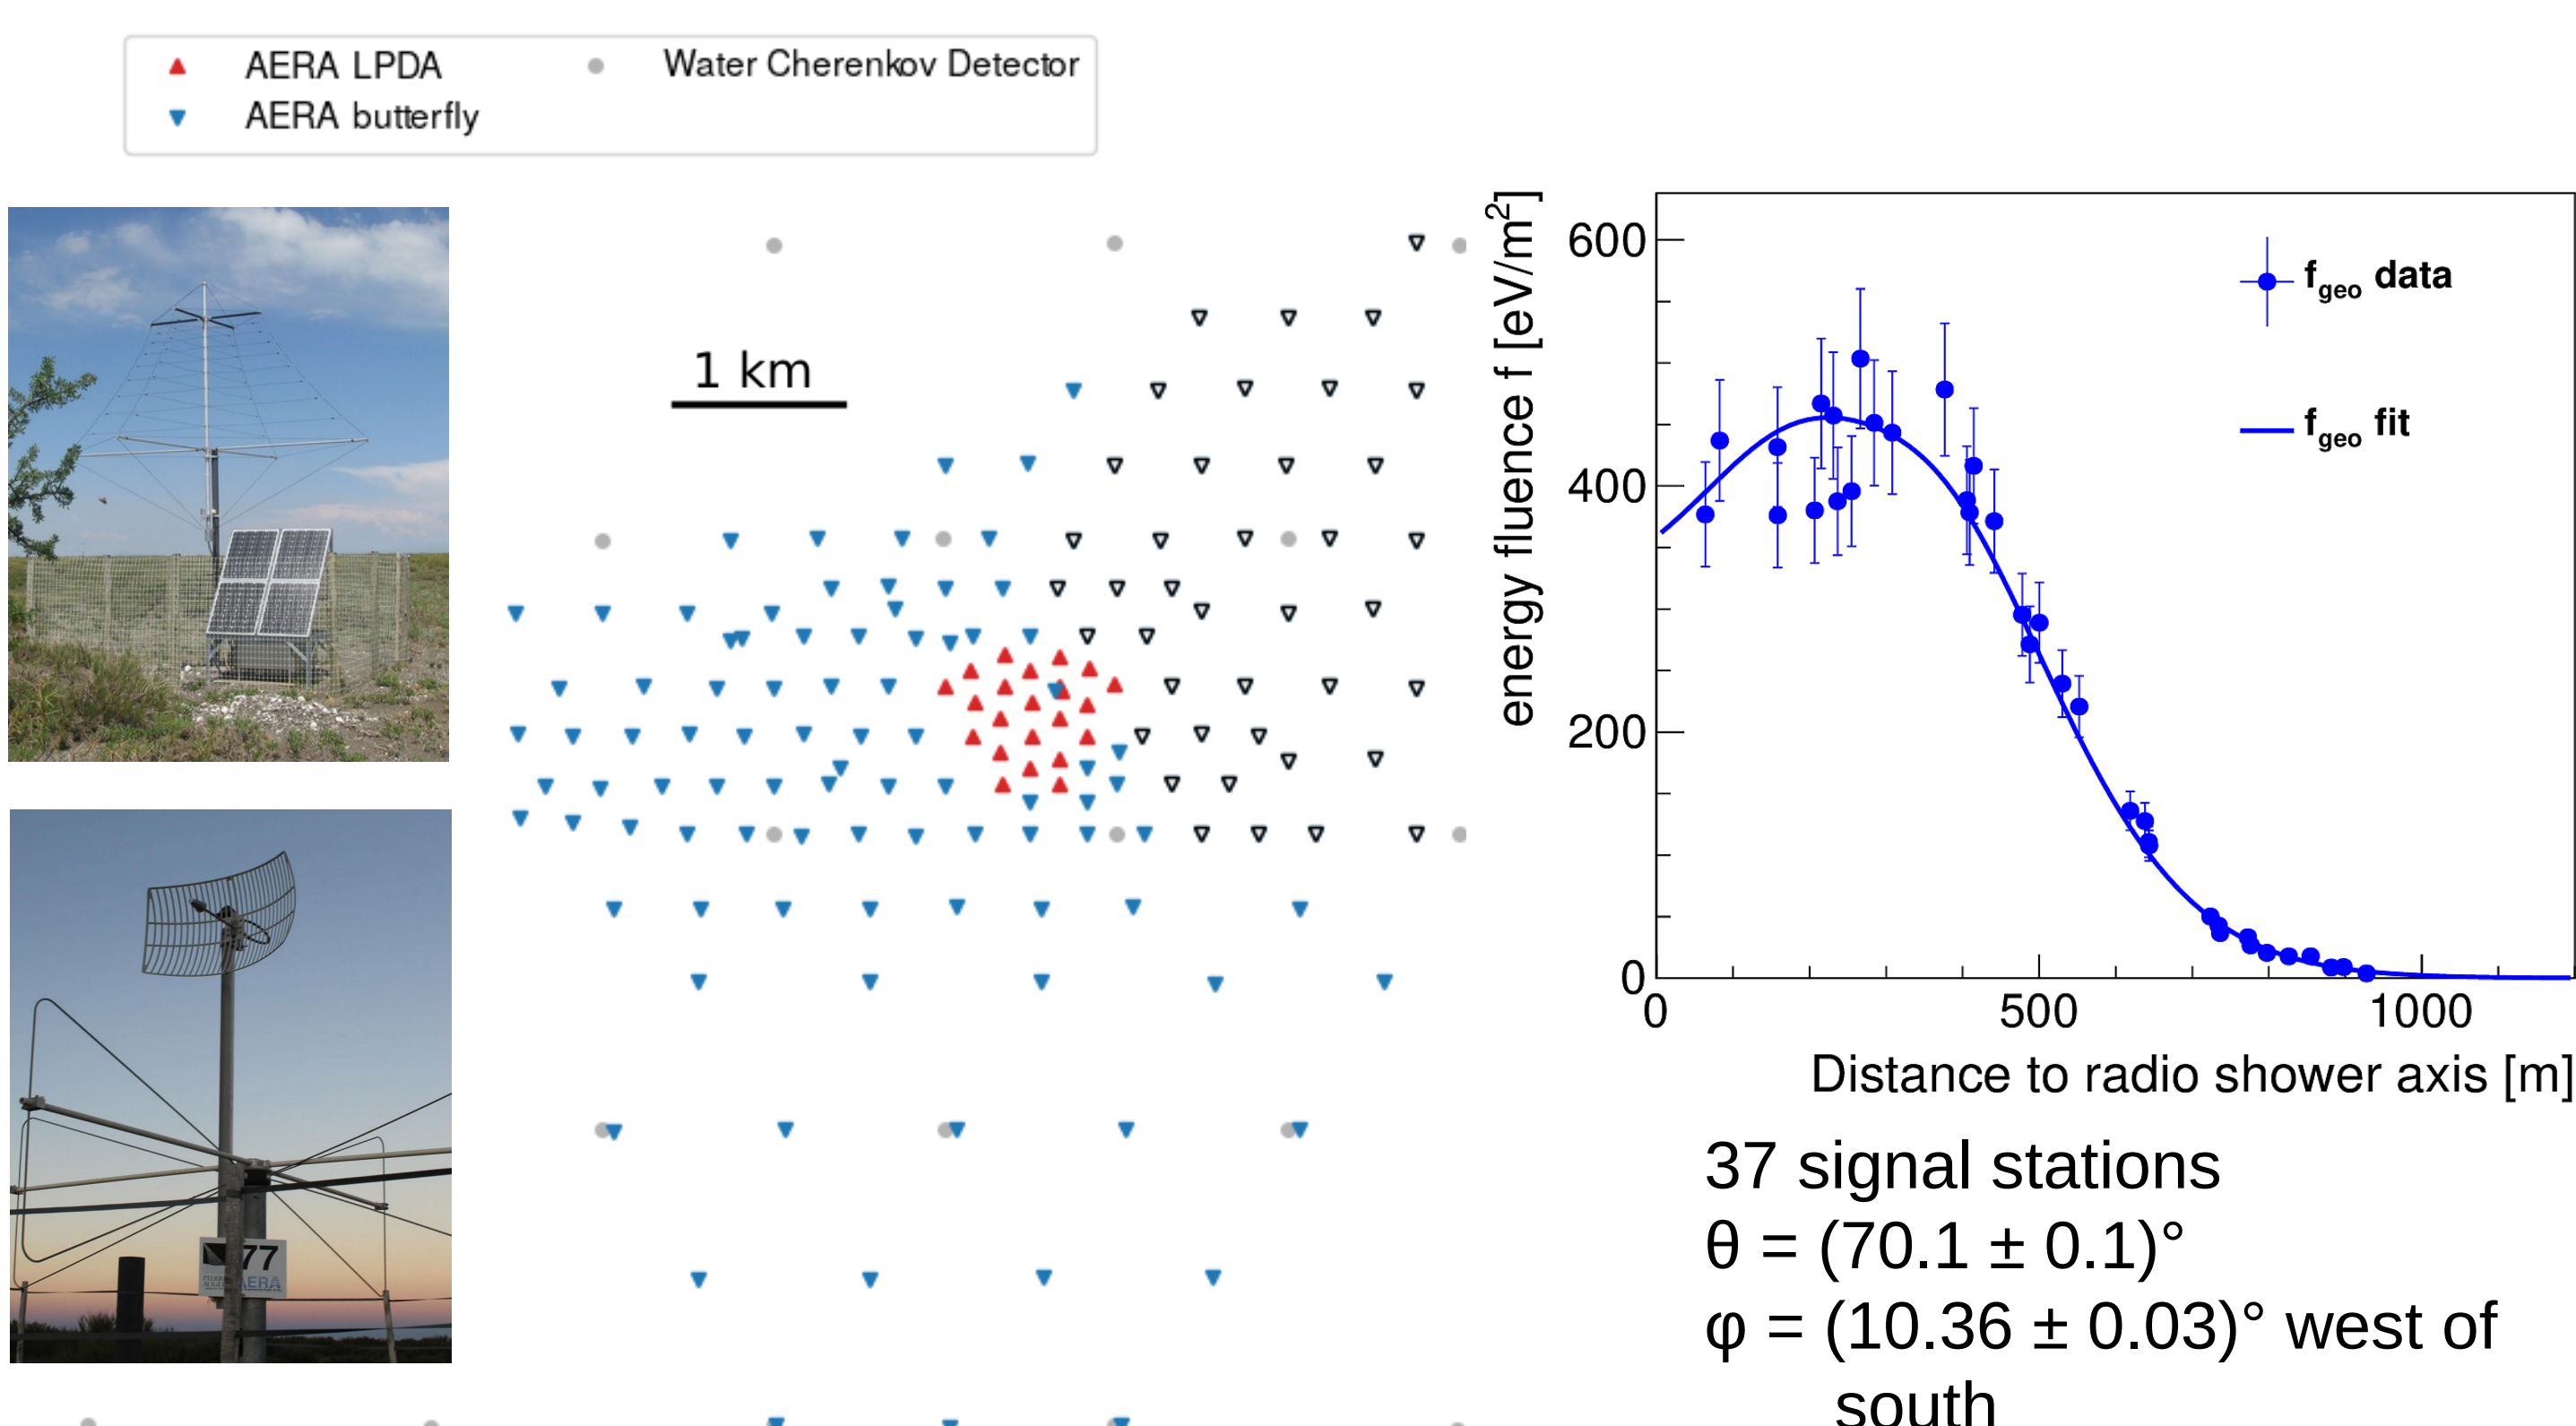 AERA LPDA
AERA butterfly
Water Cherenkov Detector
1 km
energy fluence f [eV/m²]
600
400
200
0
f_geo data
f_geo fit
0 500 1000
Distance to radio shower axis [m]
77
AERA
37 signal stations
θ = (70.1 ± 0.1)°
φ = (10.36 ± 0.03)° west of
south